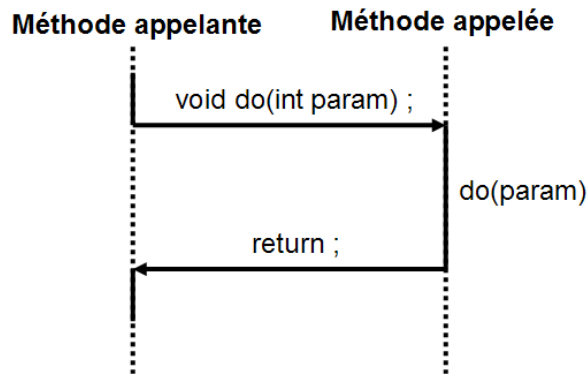 Méthode appelante
Méthode appelée
void do(int param) ;
do(param)
return ;